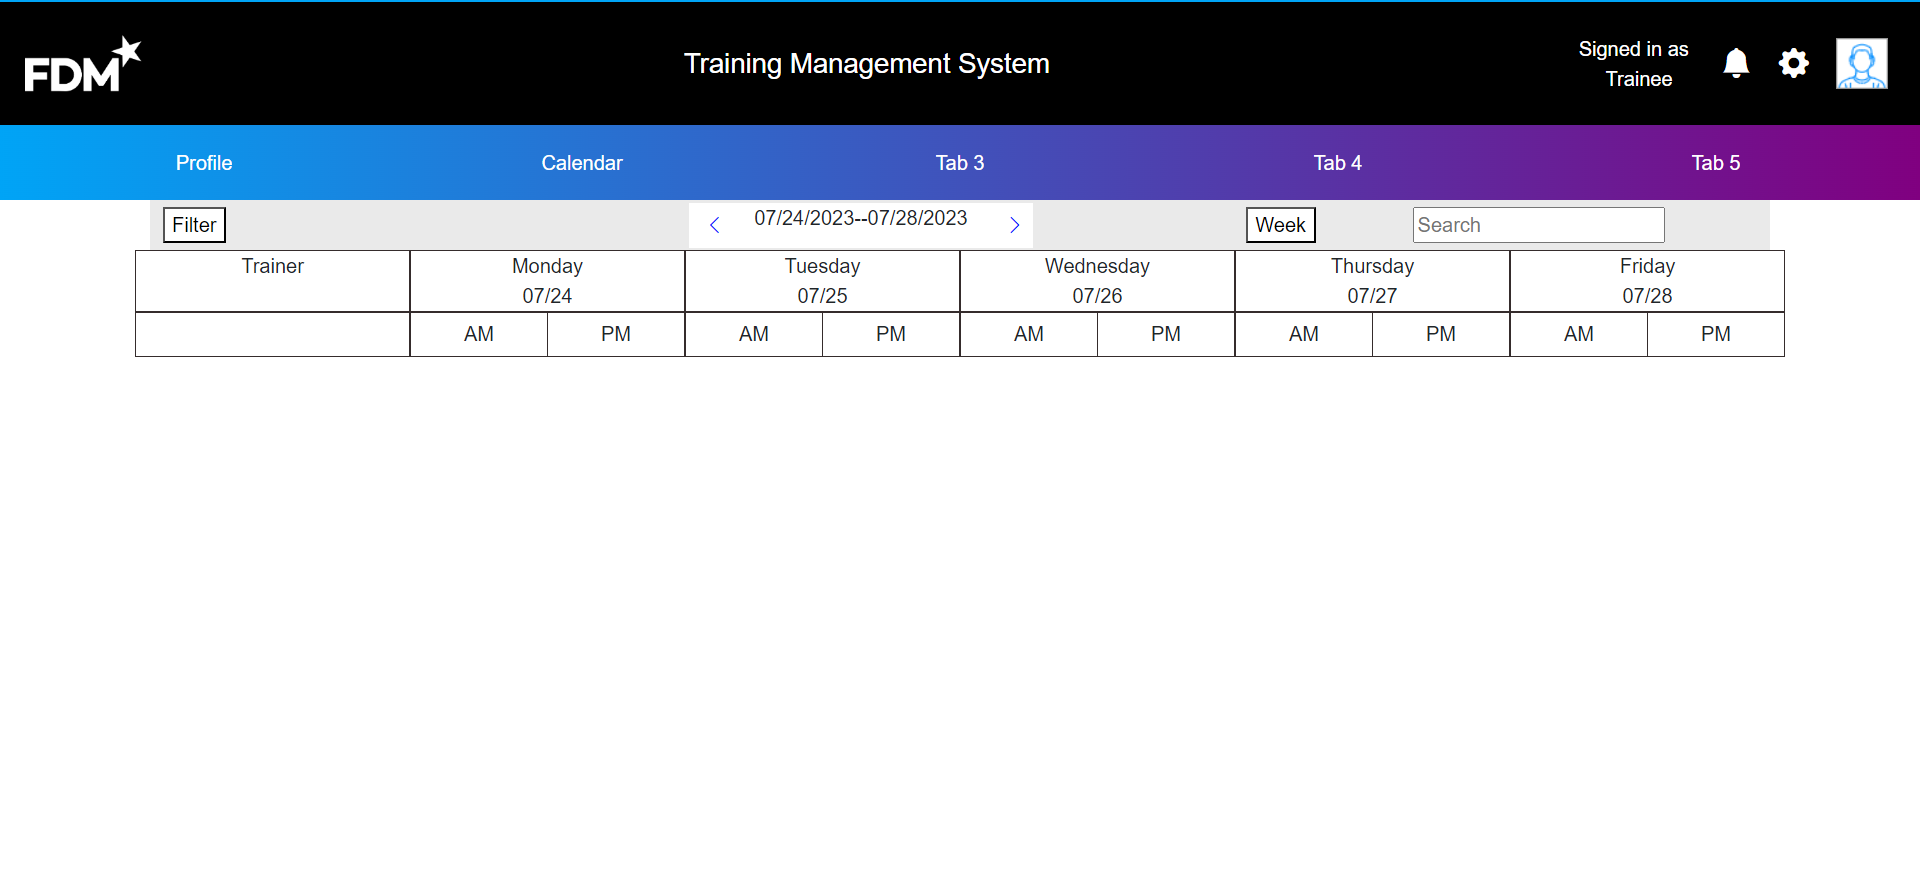 FDM
Training Management System
Signed in as
Trainee
Profile Calendar Tab 3 Tab 4 Tab 5
Filter 07/24/2023--07/28/2023 Week Search
Trainer Monday Tuesday Wednesday Thursday Friday
07/24 07/25 07/26 07/27 07/28
AM PM AM PM AM PM AM PM AM PM